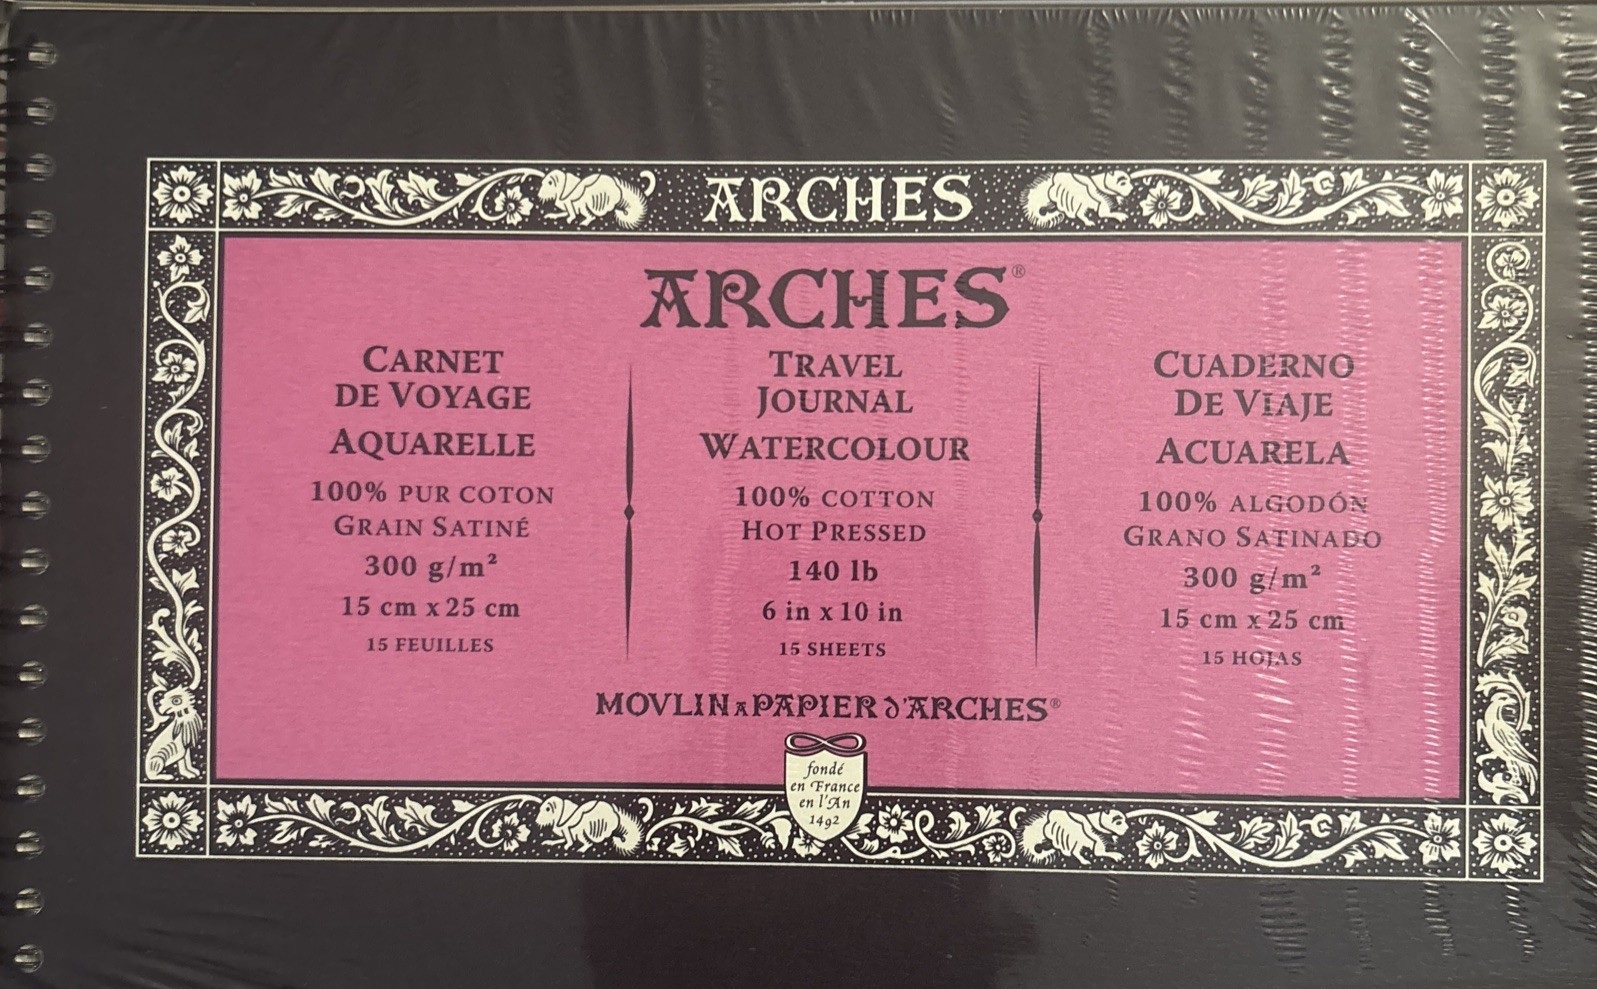 ARCHES
ARCHES®
CARNET
DE VOYAGE
AQUARELLE
100% PUR COTON
GRAIN SATINÉ
300 g/m²
15 cm x 25 cm
15 FEUILLES
TRAVEL
JOURNAL
WATERCOLOUR
100% COTTON
HOT PRESSED
140 lb
6 in x 10 in
15 SHEETS
CUADERNO
DE VIAJE
ACUARELA
100% ALGODÓN
GRANO SATINADO
300 g/m²
15 cm x 25 cm
15 HOJAS
MOVLIN A PAPIER D'ARCHES®
fondé
en France
en l'An
1492